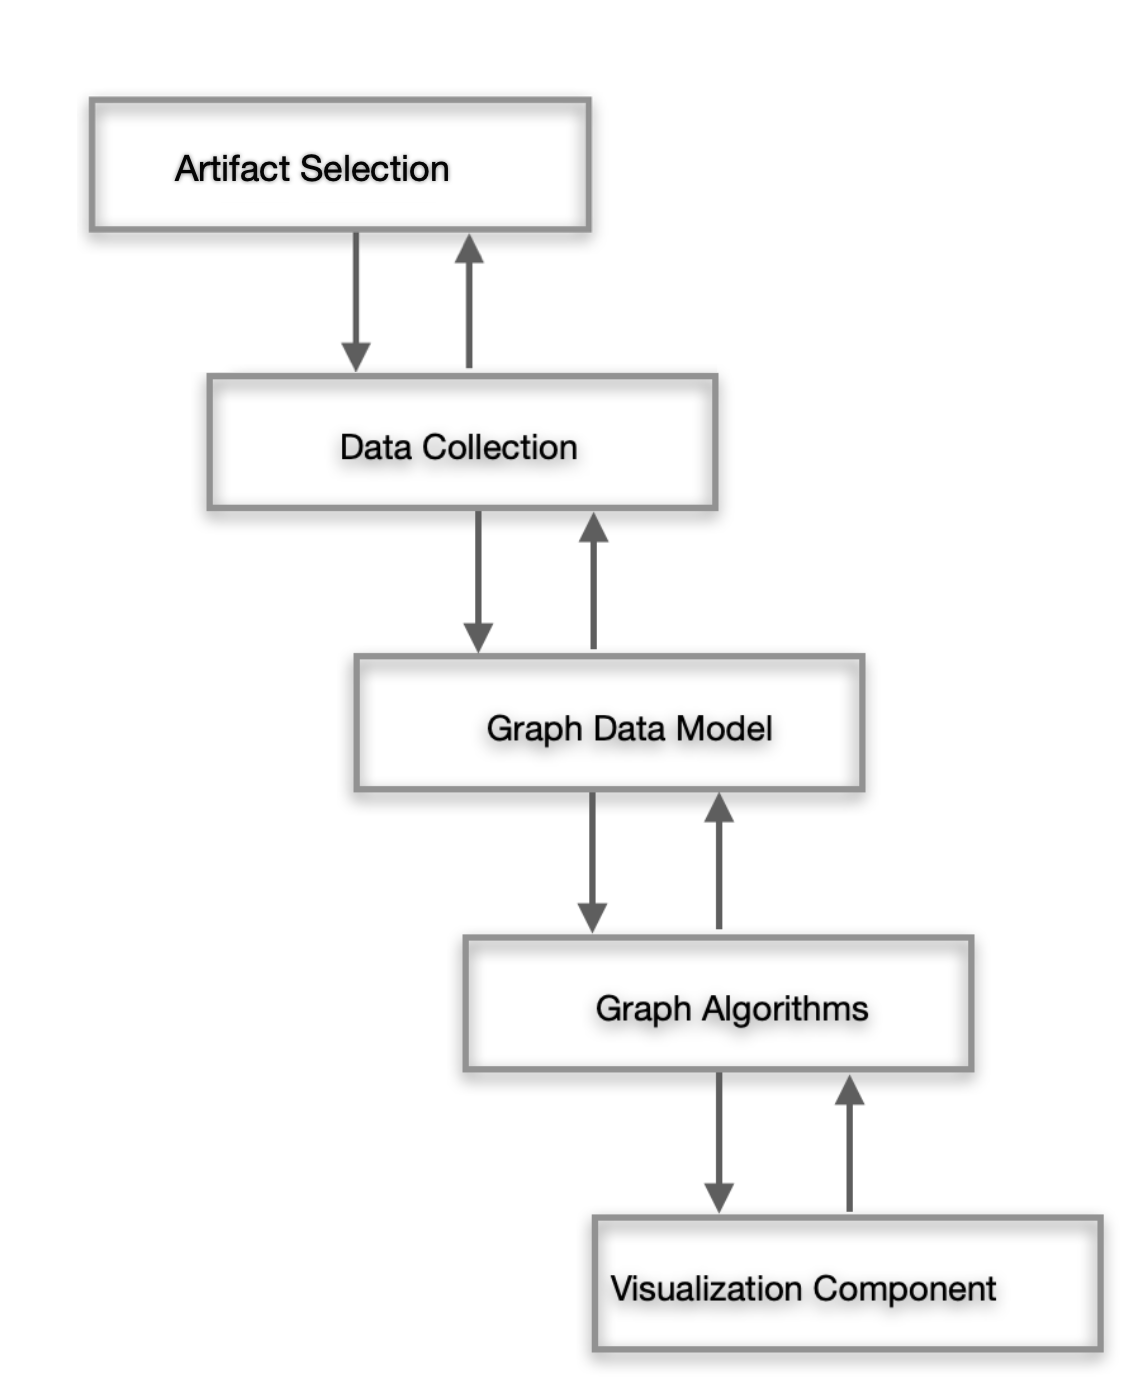 Artifact Selection
Data Collection
Graph Data Model
Graph Algorithms
Visualization Component